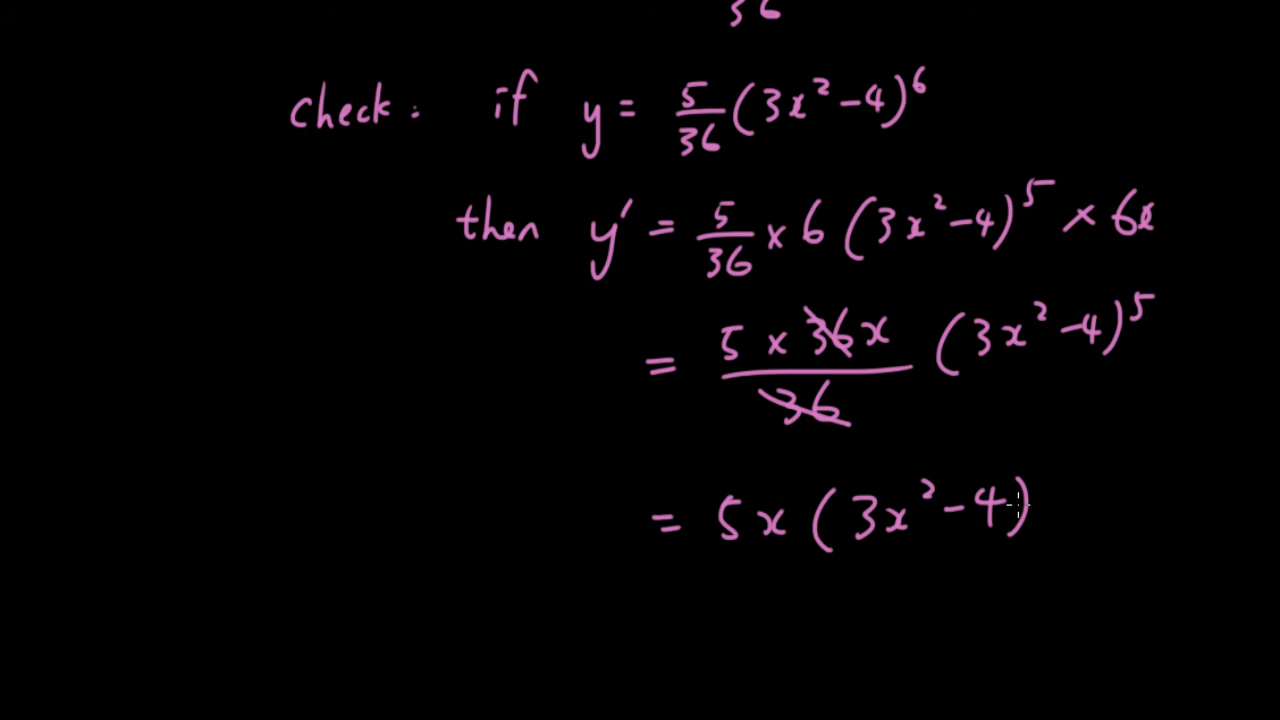 36
check: if y = 5/36 (3x² - 4)⁶
then y' = 5/36 × 6 (3x² - 4)⁵ × 6x
= 5 × 36x / 36 (3x² - 4)⁵
= 5x (3x² - 4)